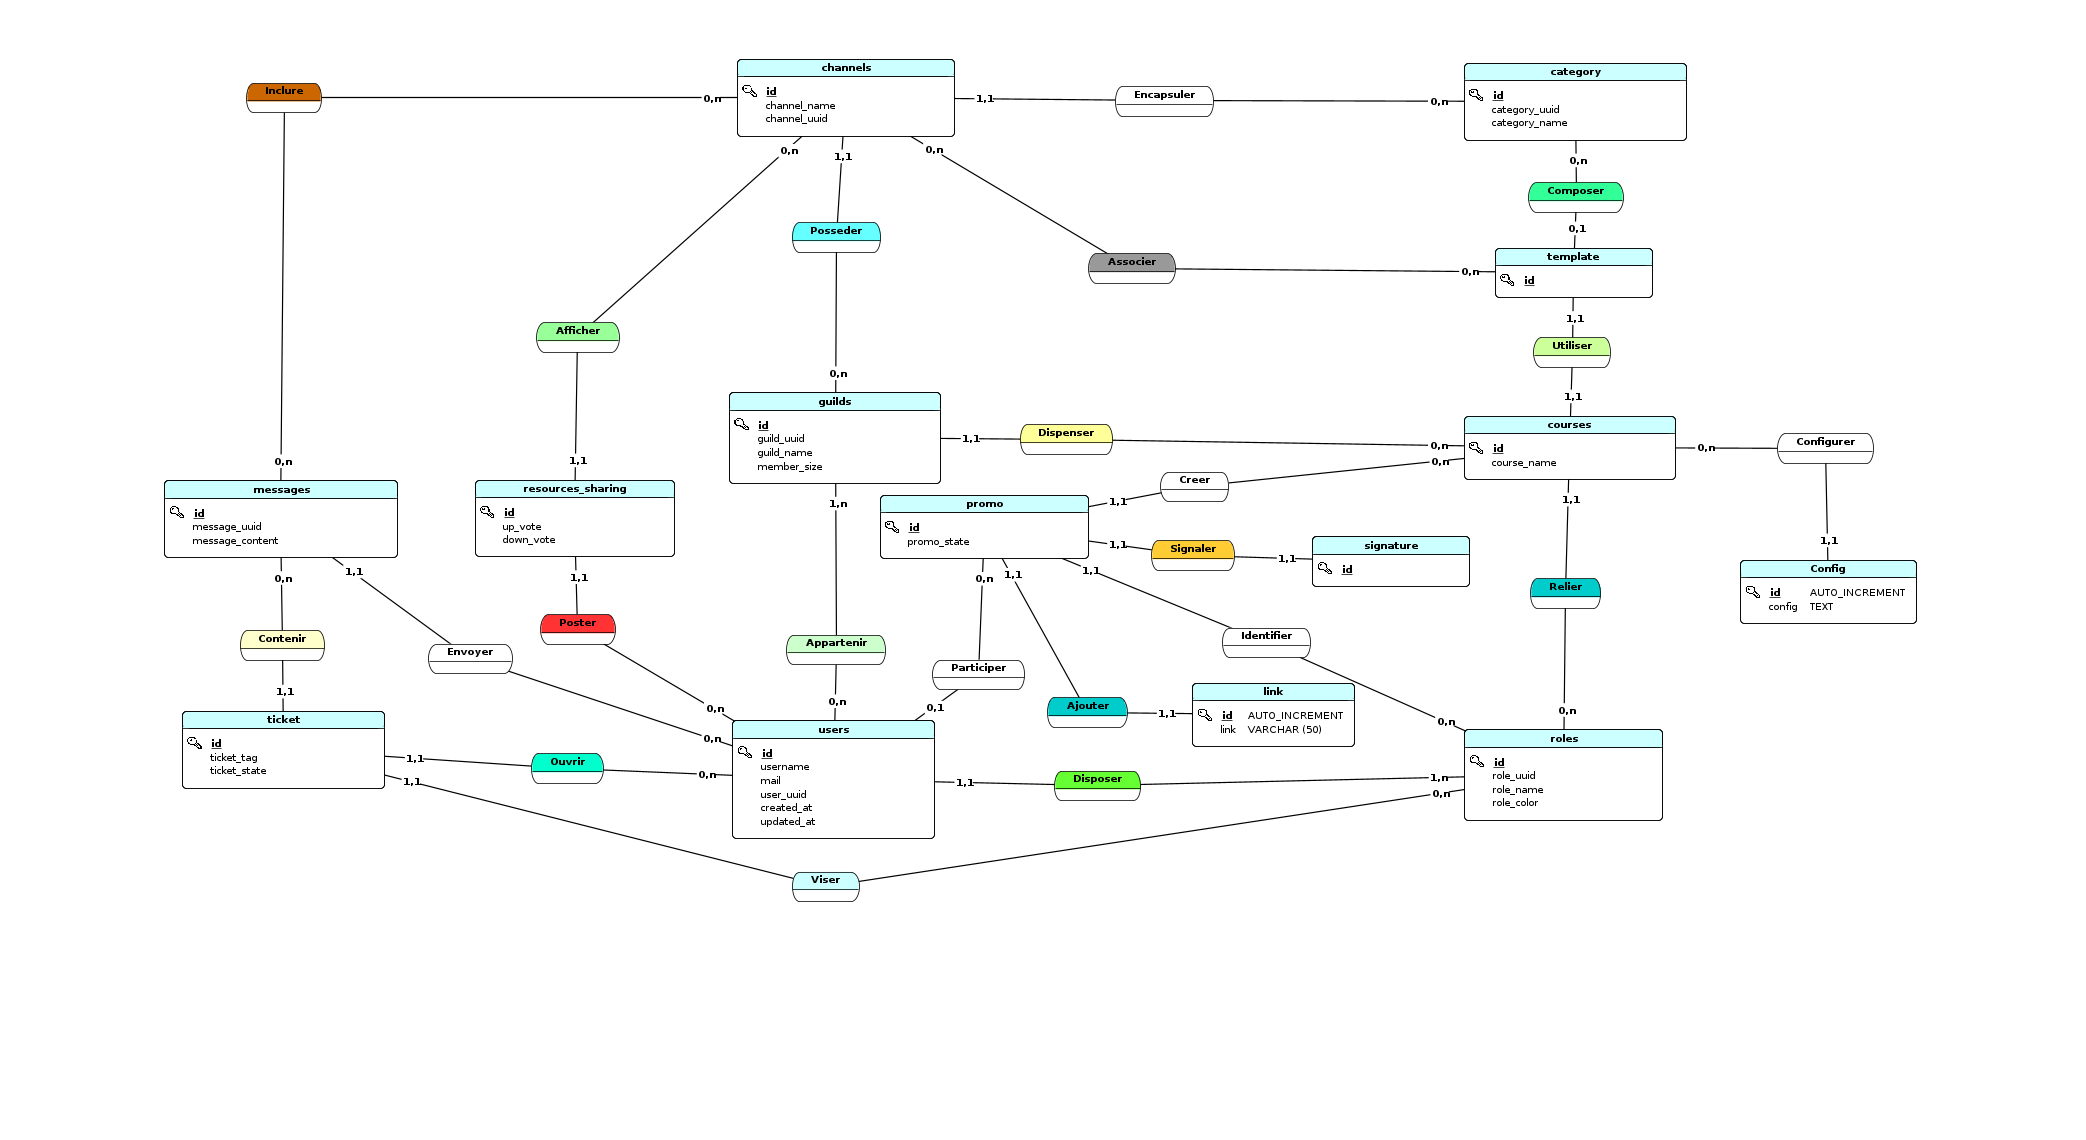 channels
id
channel_name
channel_uuid
category
id
category_uuid
category_name
Inclure
0,n
1,1
Encapsuler
0,n
0,n
1,1
0,n
0,n
Composer
0,1
Posseder
Associer
0,n
template
id
1,1
Utiliser
1,1
Afficher
0,n
guilds
id
guild_uuid
guild_name
member_size
1,1
Dispenser
0,n
courses
id
course_name
0,n
Configurer
0,n
1,1
0,n
Creer
1,1
messages
id
message_uuid
message_content
resources_sharing
id
up_vote
down_vote
1,n
promo
id
promo_state
1,1
1,1
Signaler
1,1
signature
id
1,1
Config
id AUTO_INCREMENT
config TEXT
0,n
1,1
1,1
0,n
1,1
1,1
Relier
Contenir
Envoyer
Poster
Appartenir
Participer
Identifier
1,1
0,n
0,n
0,n
0,1
Ajouter
1,1
link
id AUTO_INCREMENT
link VARCHAR (50)
0,n
0,n
ticket
id
ticket_tag
ticket_state
users
id
username
mail
user_uuid
created_at
updated_at
roles
id
role_uuid
role_name
role_color
1,1
Ouvrir
0,n
1,1
Disposer
1,n
1,1
0,n
Viser